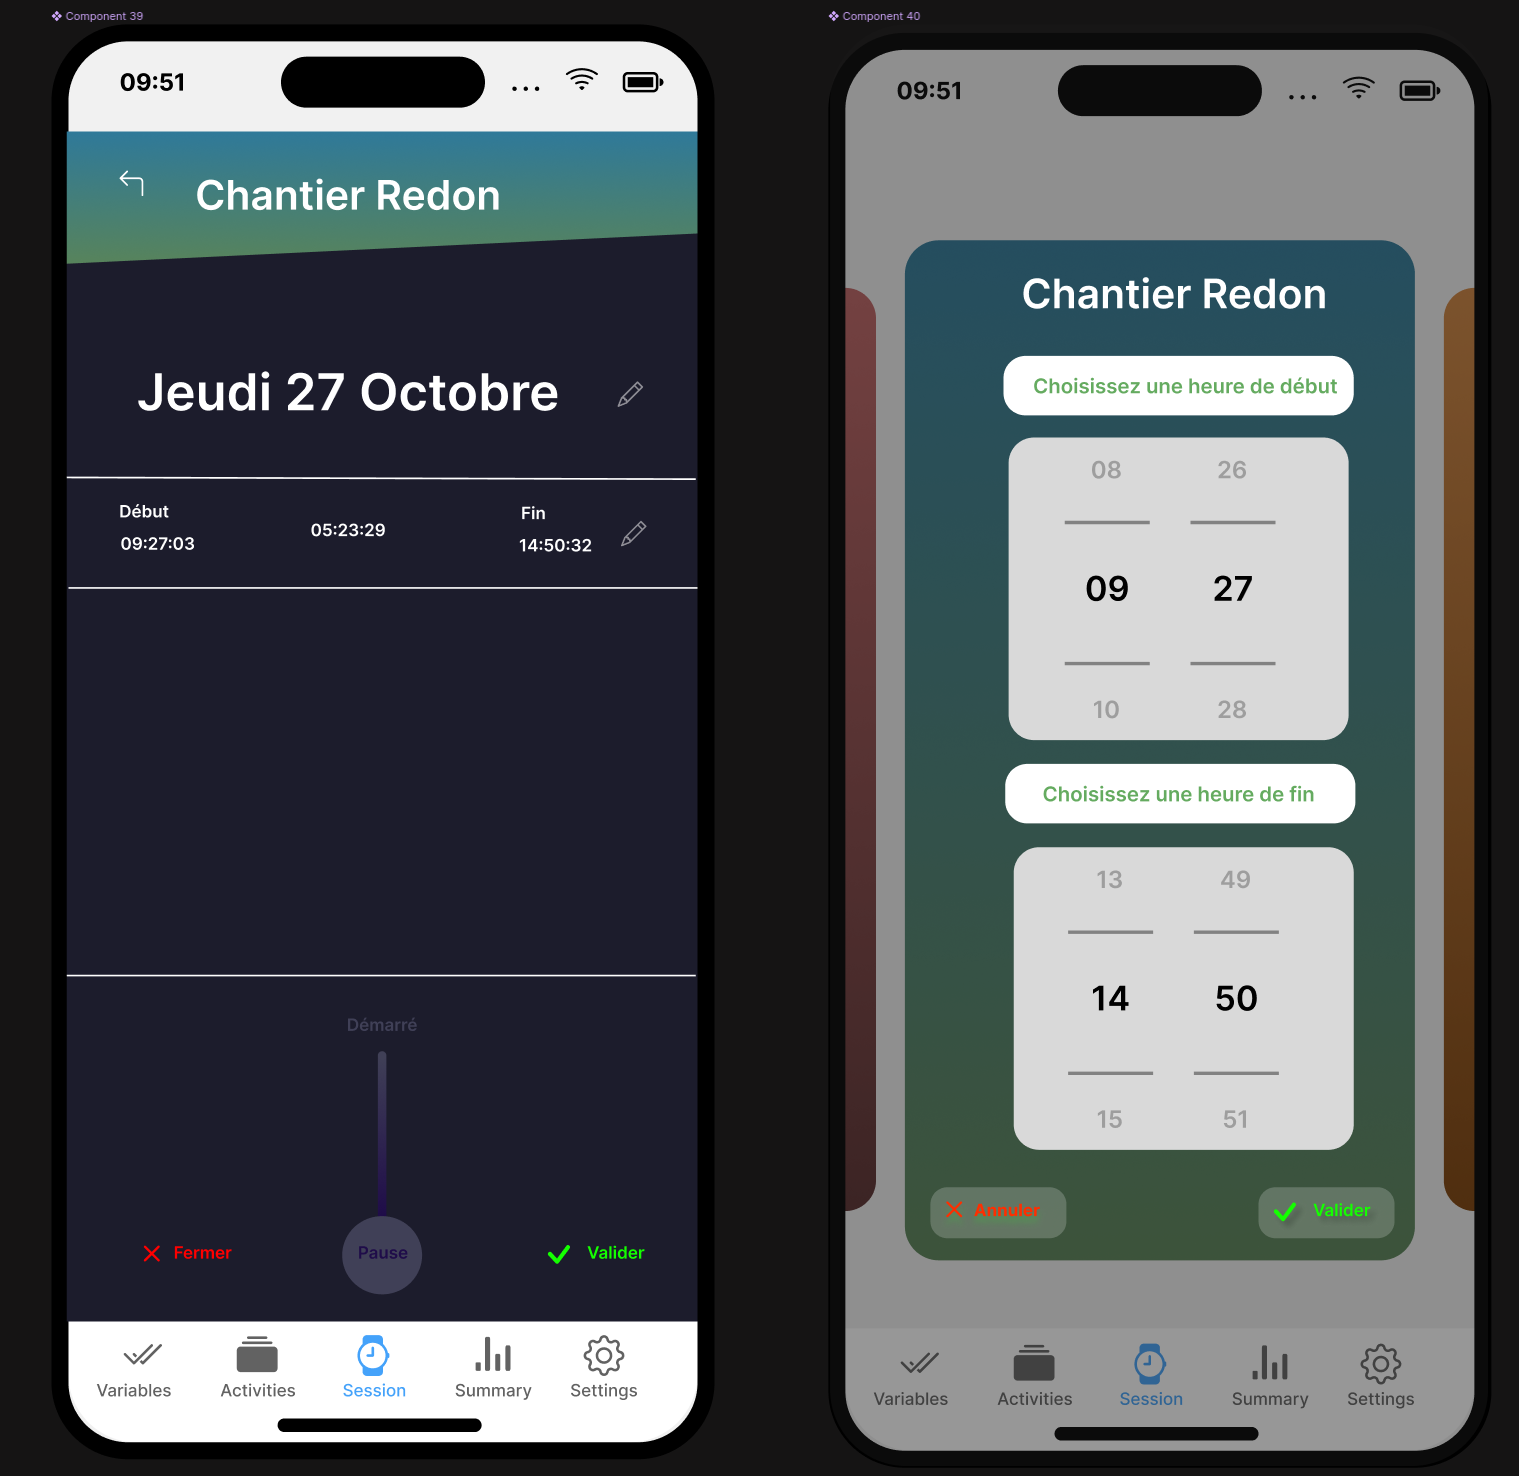 Component 39
09:51
Chantier Redon
Jeudi 27 Octobre
Début
09:27:03
05:23:29
Fin
14:50:32
Démarré
Pause
Fermer
Valider
Variables
Activities
Session
Summary
Settings
Component 40
09:51
Chantier Redon
Choisissez une heure de début
08 26
09 27
10 28
Choisissez une heure de fin
13 49
14 50
15 51
Annuler
Valider
Variables
Activities
Session
Summary
Settings